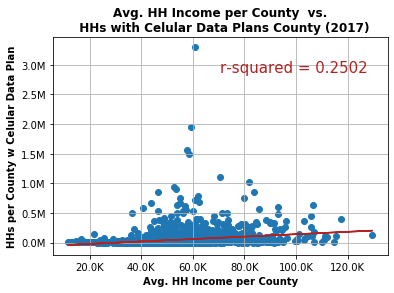 Avg. HH Income per County vs.
HHs with Celular Data Plans County (2017)
r-squared = 0.2502
HHs per County w Celular Data Plan
3.0M
2.5M
2.0M
1.5M
1.0M
0.5M
0.0M
20.0K 40.0K 60.0K 80.0K 100.0K 120.0K
Avg. HH Income per County